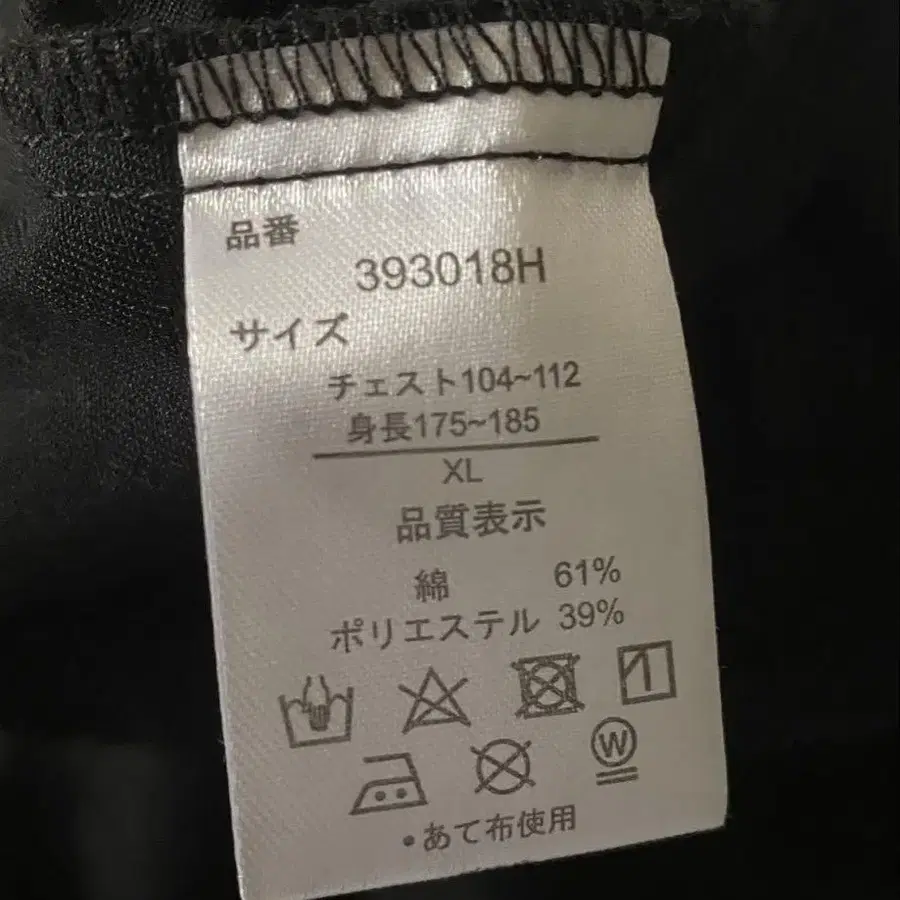 品番
393018H
サイズ
チェスト104~112
身長175~185
XL
品質表示
綿 61%
ポリエステル 39%
W
•あて布使用